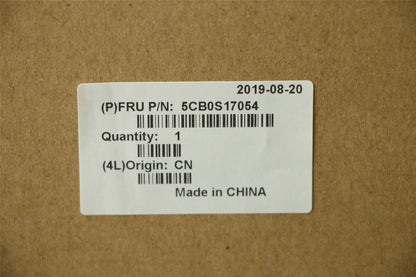 2019-08-20
(P)FRU P/N: 5CB0S17054
Quantity: 1
(4L)Origin: CN
Made in CHINA